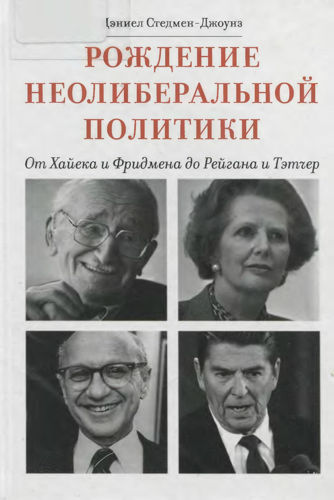 Дэниел Стедмен-Джоунз
РОЖДЕНИЕ
НЕОЛИБЕРАЛЬНОЙ
ПОЛИТИКИ
От Хайека и Фридмена до Рейгана и Тэтчер